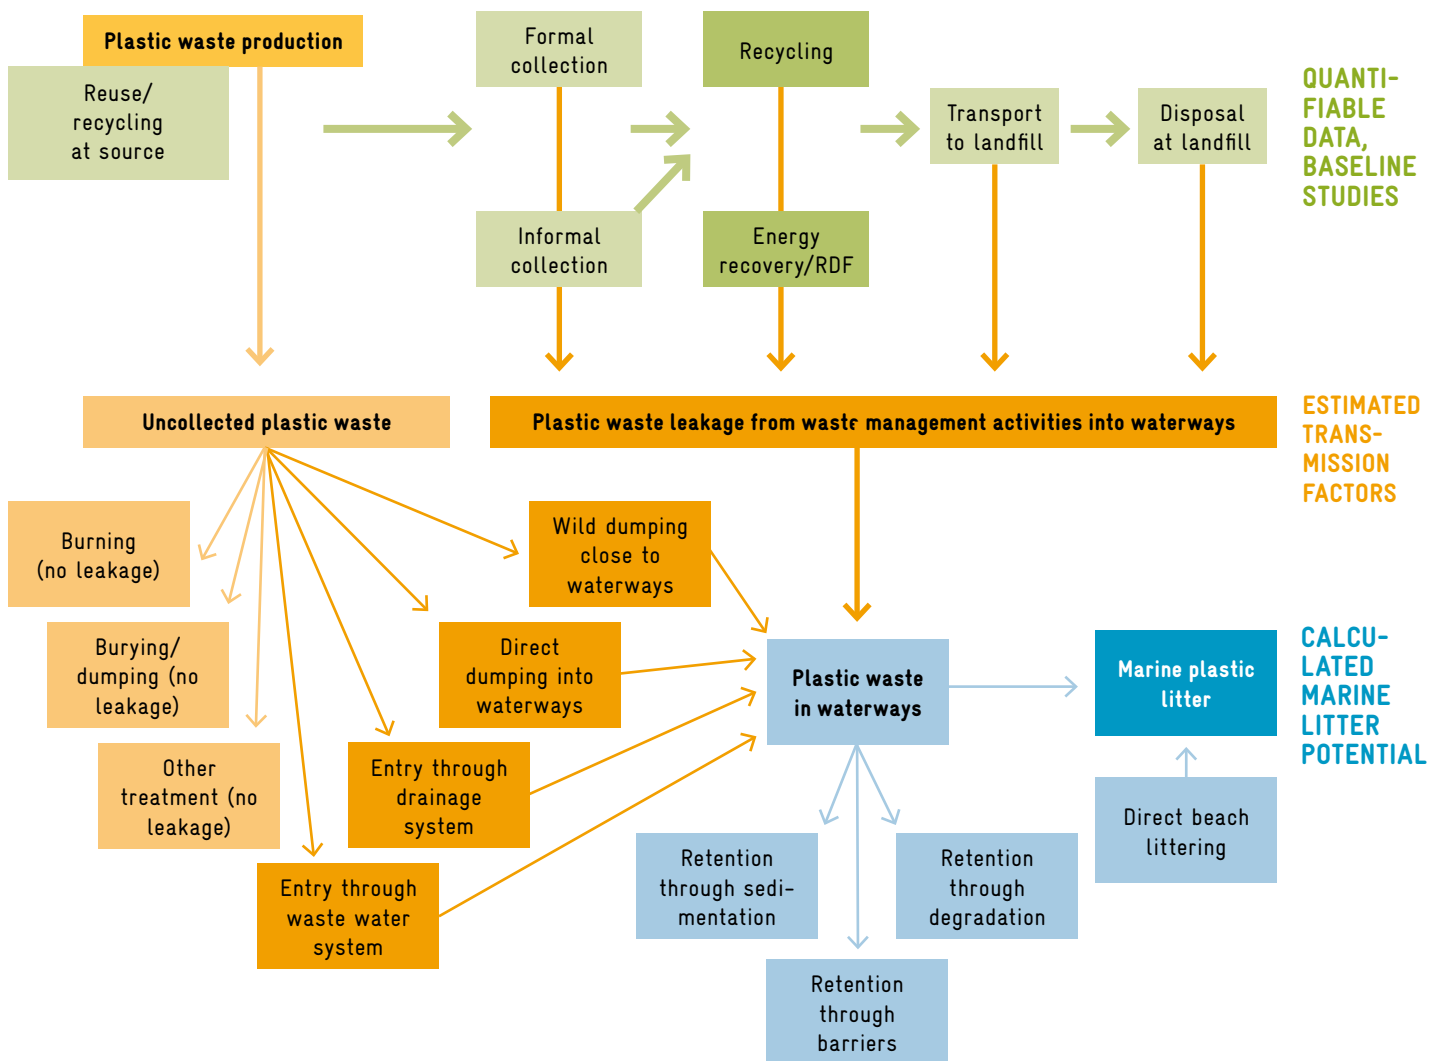 Plastic waste production
Reuse/
recycling
at source
Formal
collection
Informal
collection
Recycling
Energy
recovery/RDF
Transport
to landfill
Disposal
at landfill
QUANTI-
FIABLE
DATA,
BASELINE
STUDIES
Uncollected plastic waste
Plastic waste leakage from waste management activities into waterways
ESTIMATED
TRANS-
MISSION
FACTORS
Burning
(no leakage)
Burying/
dumping (no
leakage)
Other
treatment (no
leakage)
Entry through
waste water
system
Entry through
drainage
system
Direct
dumping into
waterways
Wild dumping
close to
waterways
Plastic waste
in waterways
Marine plastic
litter
CALCU-
LATED
MARINE
LITTER
POTENTIAL
Direct beach
littering
Retention
through sedi-
mentation
Retention
through
barriers
Retention
through
degradation